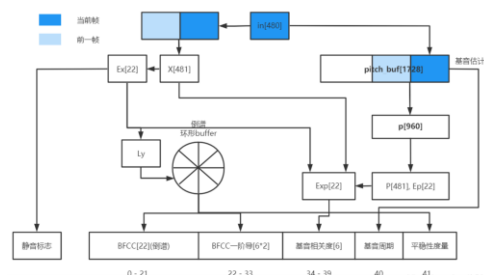 当前帧
in[480]
前一帧
基音估计
Ex[22]
X[481]
pitch buf[1728]
倒谱
环形buffer
p[960]
Ly
Exp[22]
P[481], Ep[22]
静音标志
BFCC[22](倒谱)
BFCC一阶导[6*2]
基音相关度[6]
基音周期
平稳性度量
0 - 21
22 - 33
34 - 39
40
41